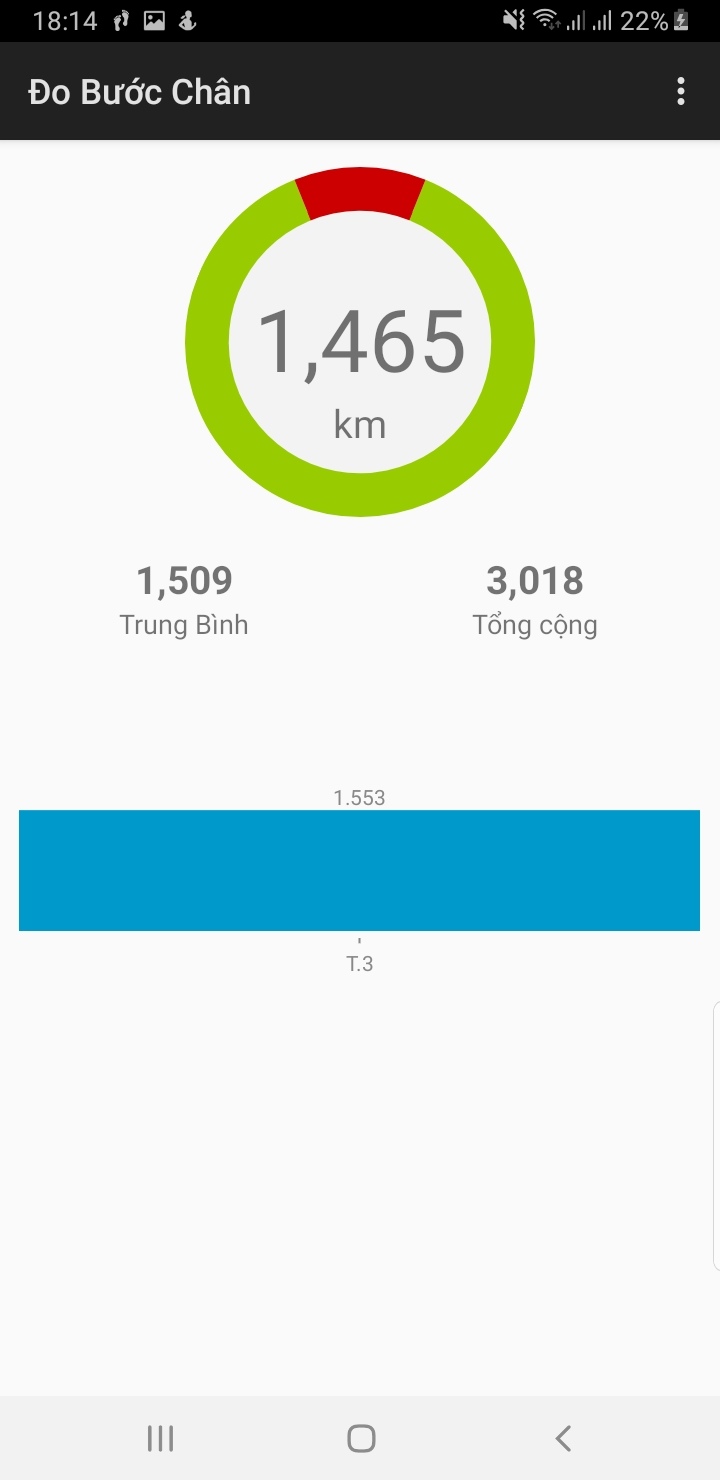 18:14
22%
Đo Bước Chân
1,465
km
1,509
3,018
Trung Bình
Tổng cộng
1.553
T.3